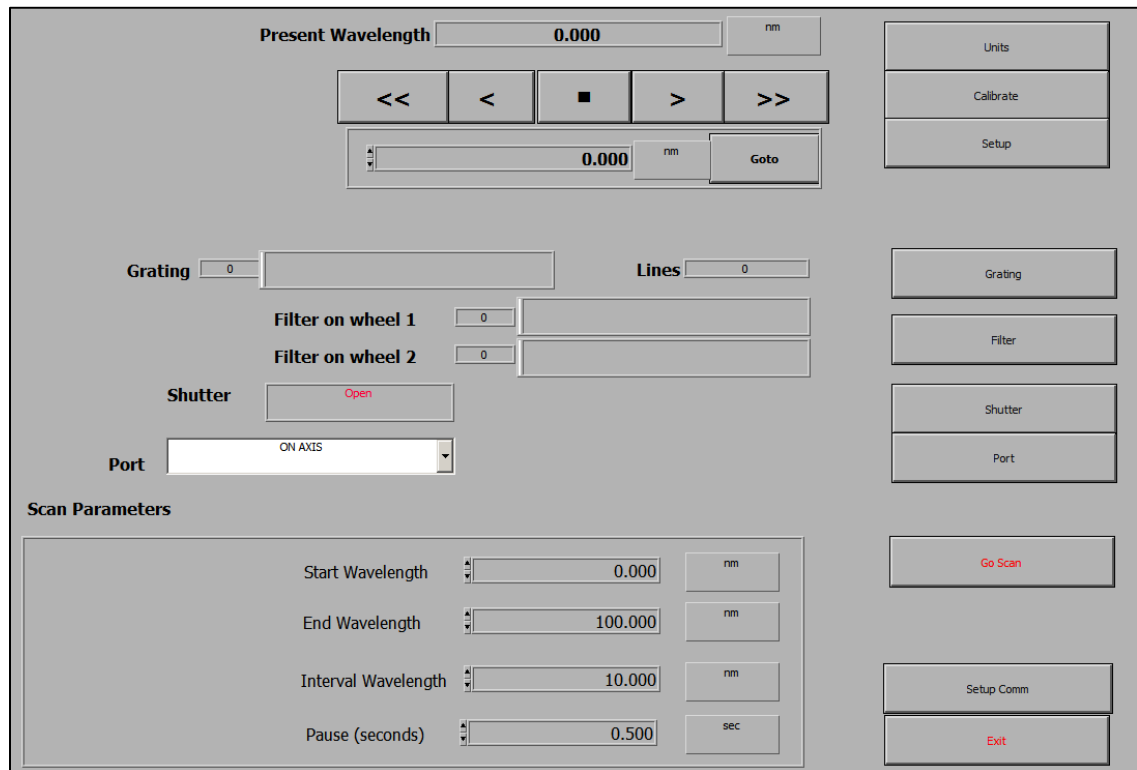 Present Wavelength 0.000 nm
Units
<< < ■ > >>
Calibrate
0.000 nm Goto
Setup
Grating 0 Lines 0
Grating
Filter on wheel 1 0
Filter
Filter on wheel 2 0
Shutter Open
Shutter
Port ON AXIS
Port
Scan Parameters
Start Wavelength 0.000 nm
Go Scan
End Wavelength 100.000 nm
Interval Wavelength 10.000 nm
Setup Comm
Pause (seconds) 0.500 sec
Exit